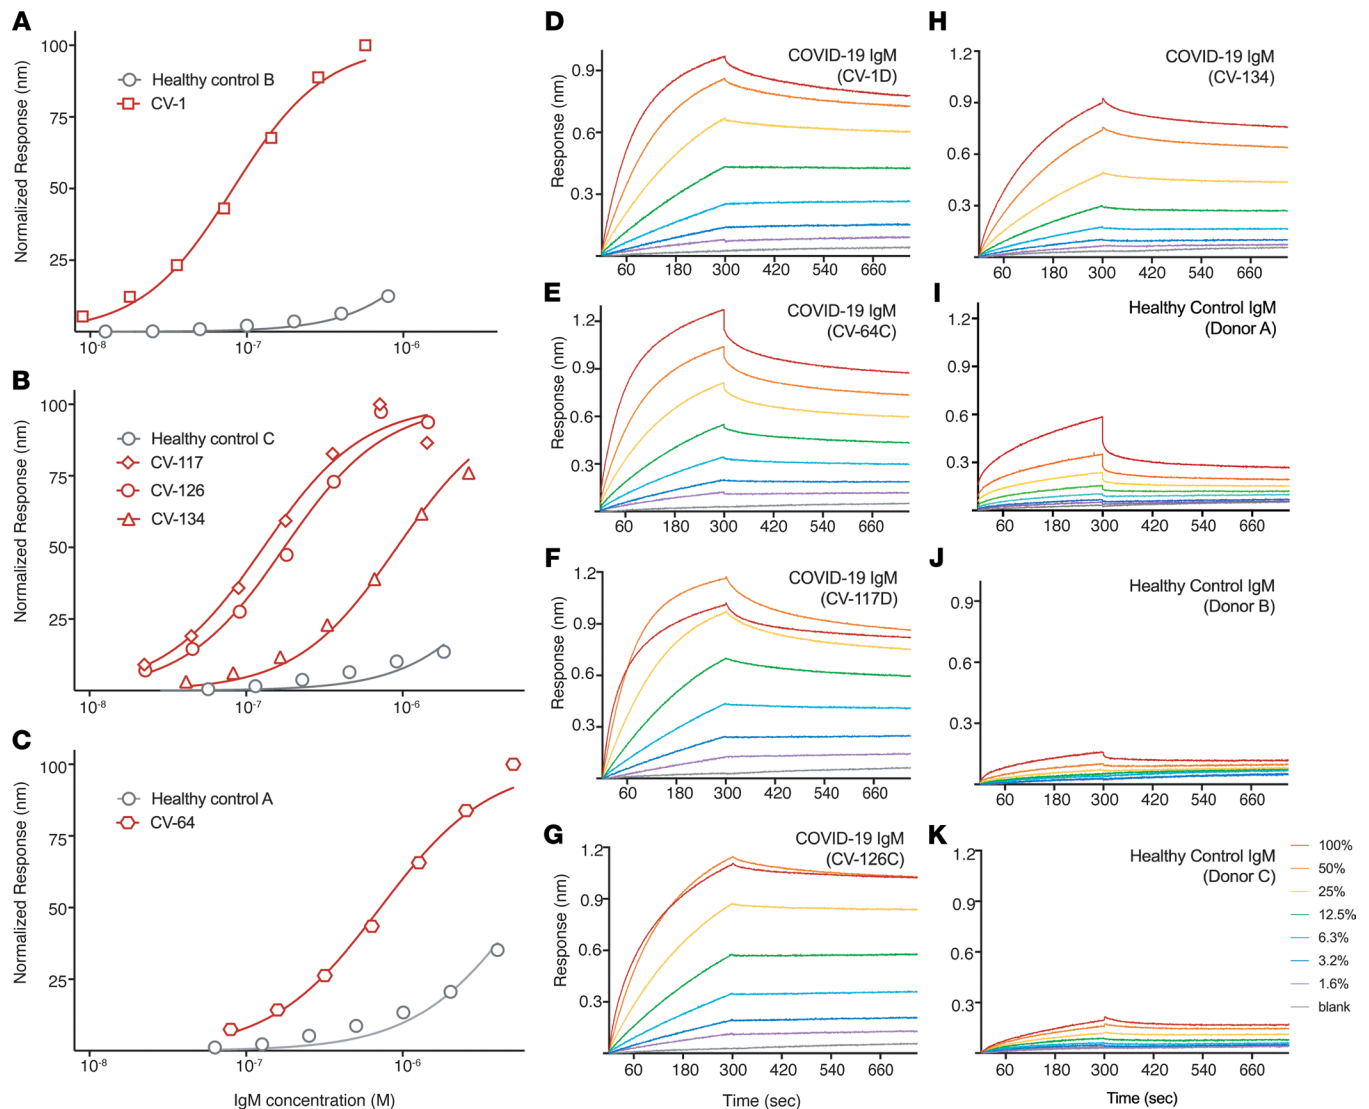 A
Normalized Response (nm)
100
75
50
25
Healthy control B
CV-1
10-8
10-7
10-6
B
Normalized Response (nm)
100
75
50
25
Healthy control C
CV-117
CV-126
CV-134
10-8
10-7
10-6
C
Normalized Response (nm)
100
75
50
25
Healthy control A
CV-64
10-8
10-7
10-6
IgM concentration (M)
D
COVID-19 IgM
(CV-1D)
Response (nm)
0.9
0.6
0.3
60 180 300 420 540 660
E
COVID-19 IgM
(CV-64C)
Response (nm)
1.2
0.9
0.6
0.3
60 180 300 420 540 660
F
COVID-19 IgM
(CV-117D)
Response (nm)
1.2
0.9
0.6
0.3
60 180 300 420 540 660
G
COVID-19 IgM
(CV-126C)
Response (nm)
1.2
0.9
0.6
0.3
60 180 300 420 540 660
Time (sec)
H
COVID-19 IgM
(CV-134)
1.2
0.9
0.6
0.3
60 180 300 420 540 660
I
Healthy Control IgM
(Donor A)
1.2
0.9
0.6
0.3
60 180 300 420 540 660
J
Healthy Control IgM
(Donor B)
0.9
0.6
0.3
60 180 300 420 540 660
K
Healthy Control IgM
(Donor C)
1.2
0.9
0.6
0.3
60 180 300 420 540 660
Time (sec)
100%
50%
25%
12.5%
6.3%
3.2%
1.6%
blank